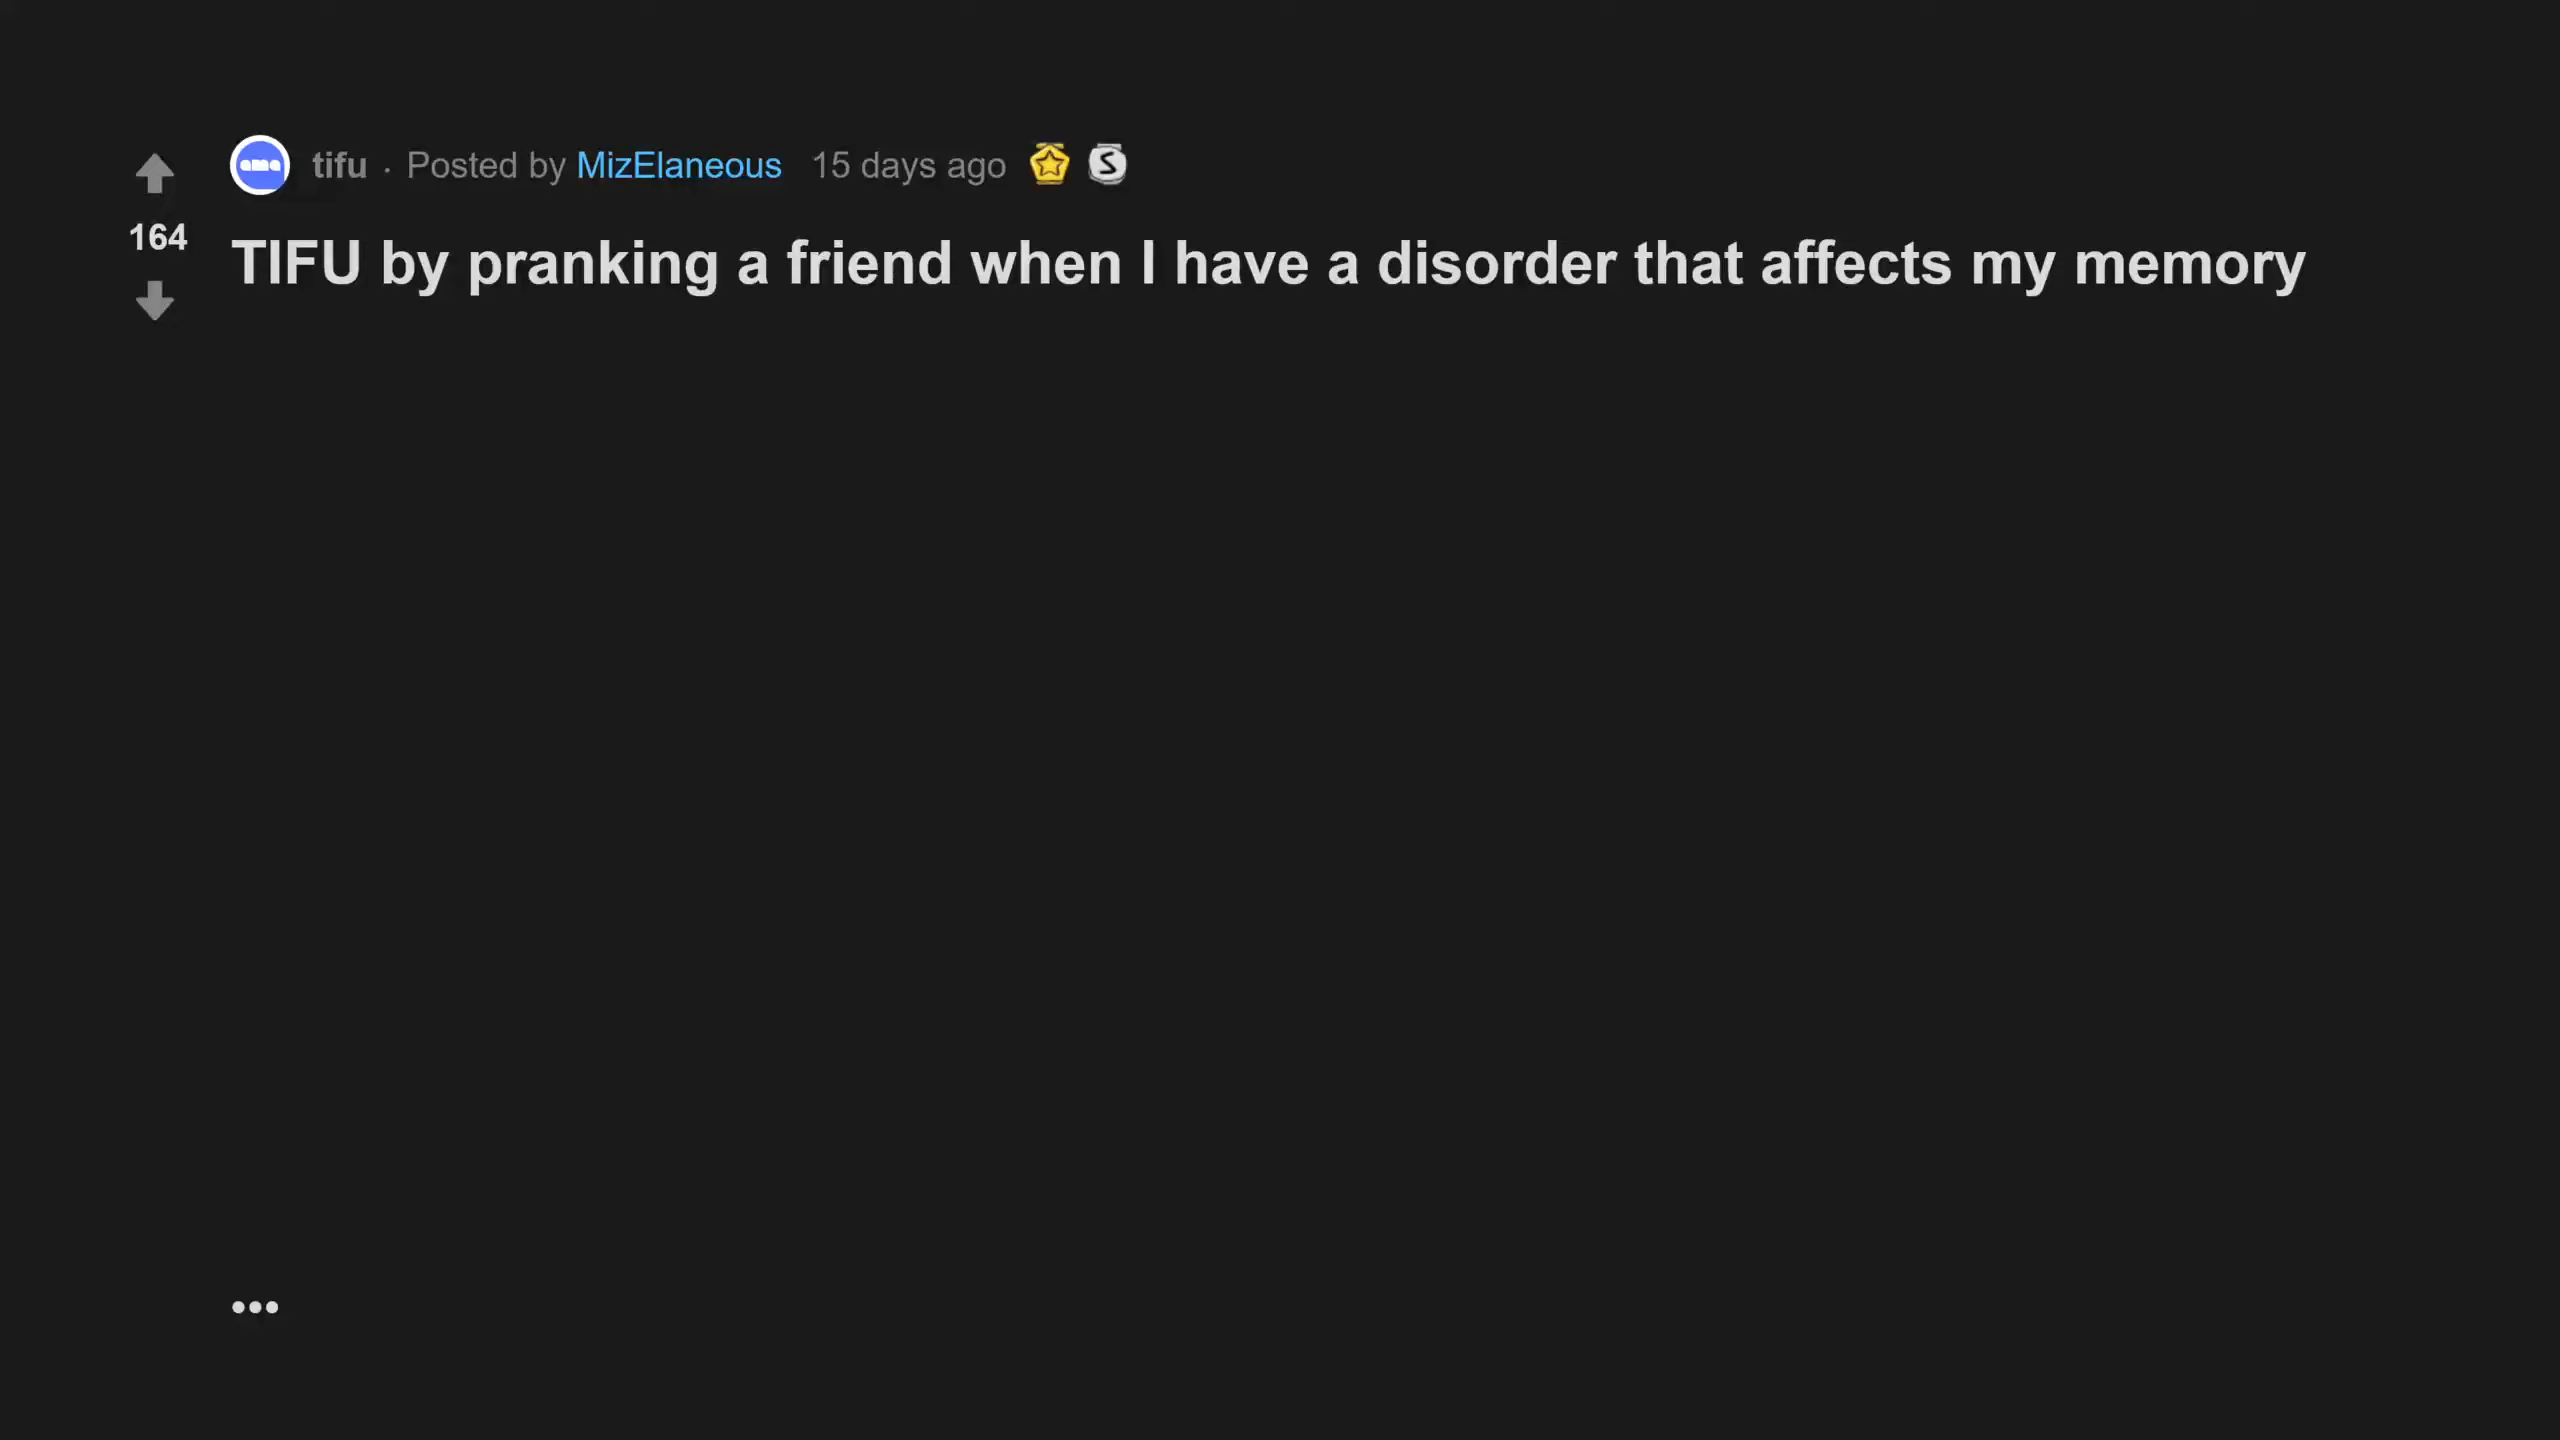 ama tifu · Posted by MizElaneous 15 days ago S
164
TIFU by pranking a friend when I have a disorder that affects my memory
•••